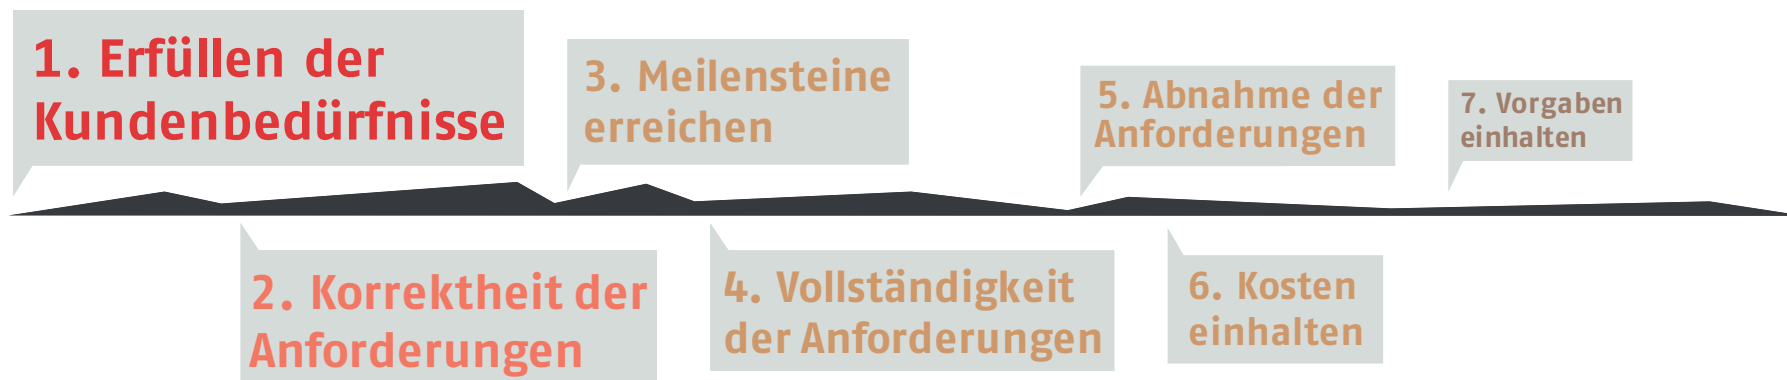 1. Erfüllen der
Kundenbedürfnisse
2. Korrektheit der
Anforderungen
3. Meilensteine
erreichen
4. Vollständigkeit
der Anforderungen
5. Abnahme der
Anforderungen
6. Kosten
einhalten
7. Vorgaben
einhalten